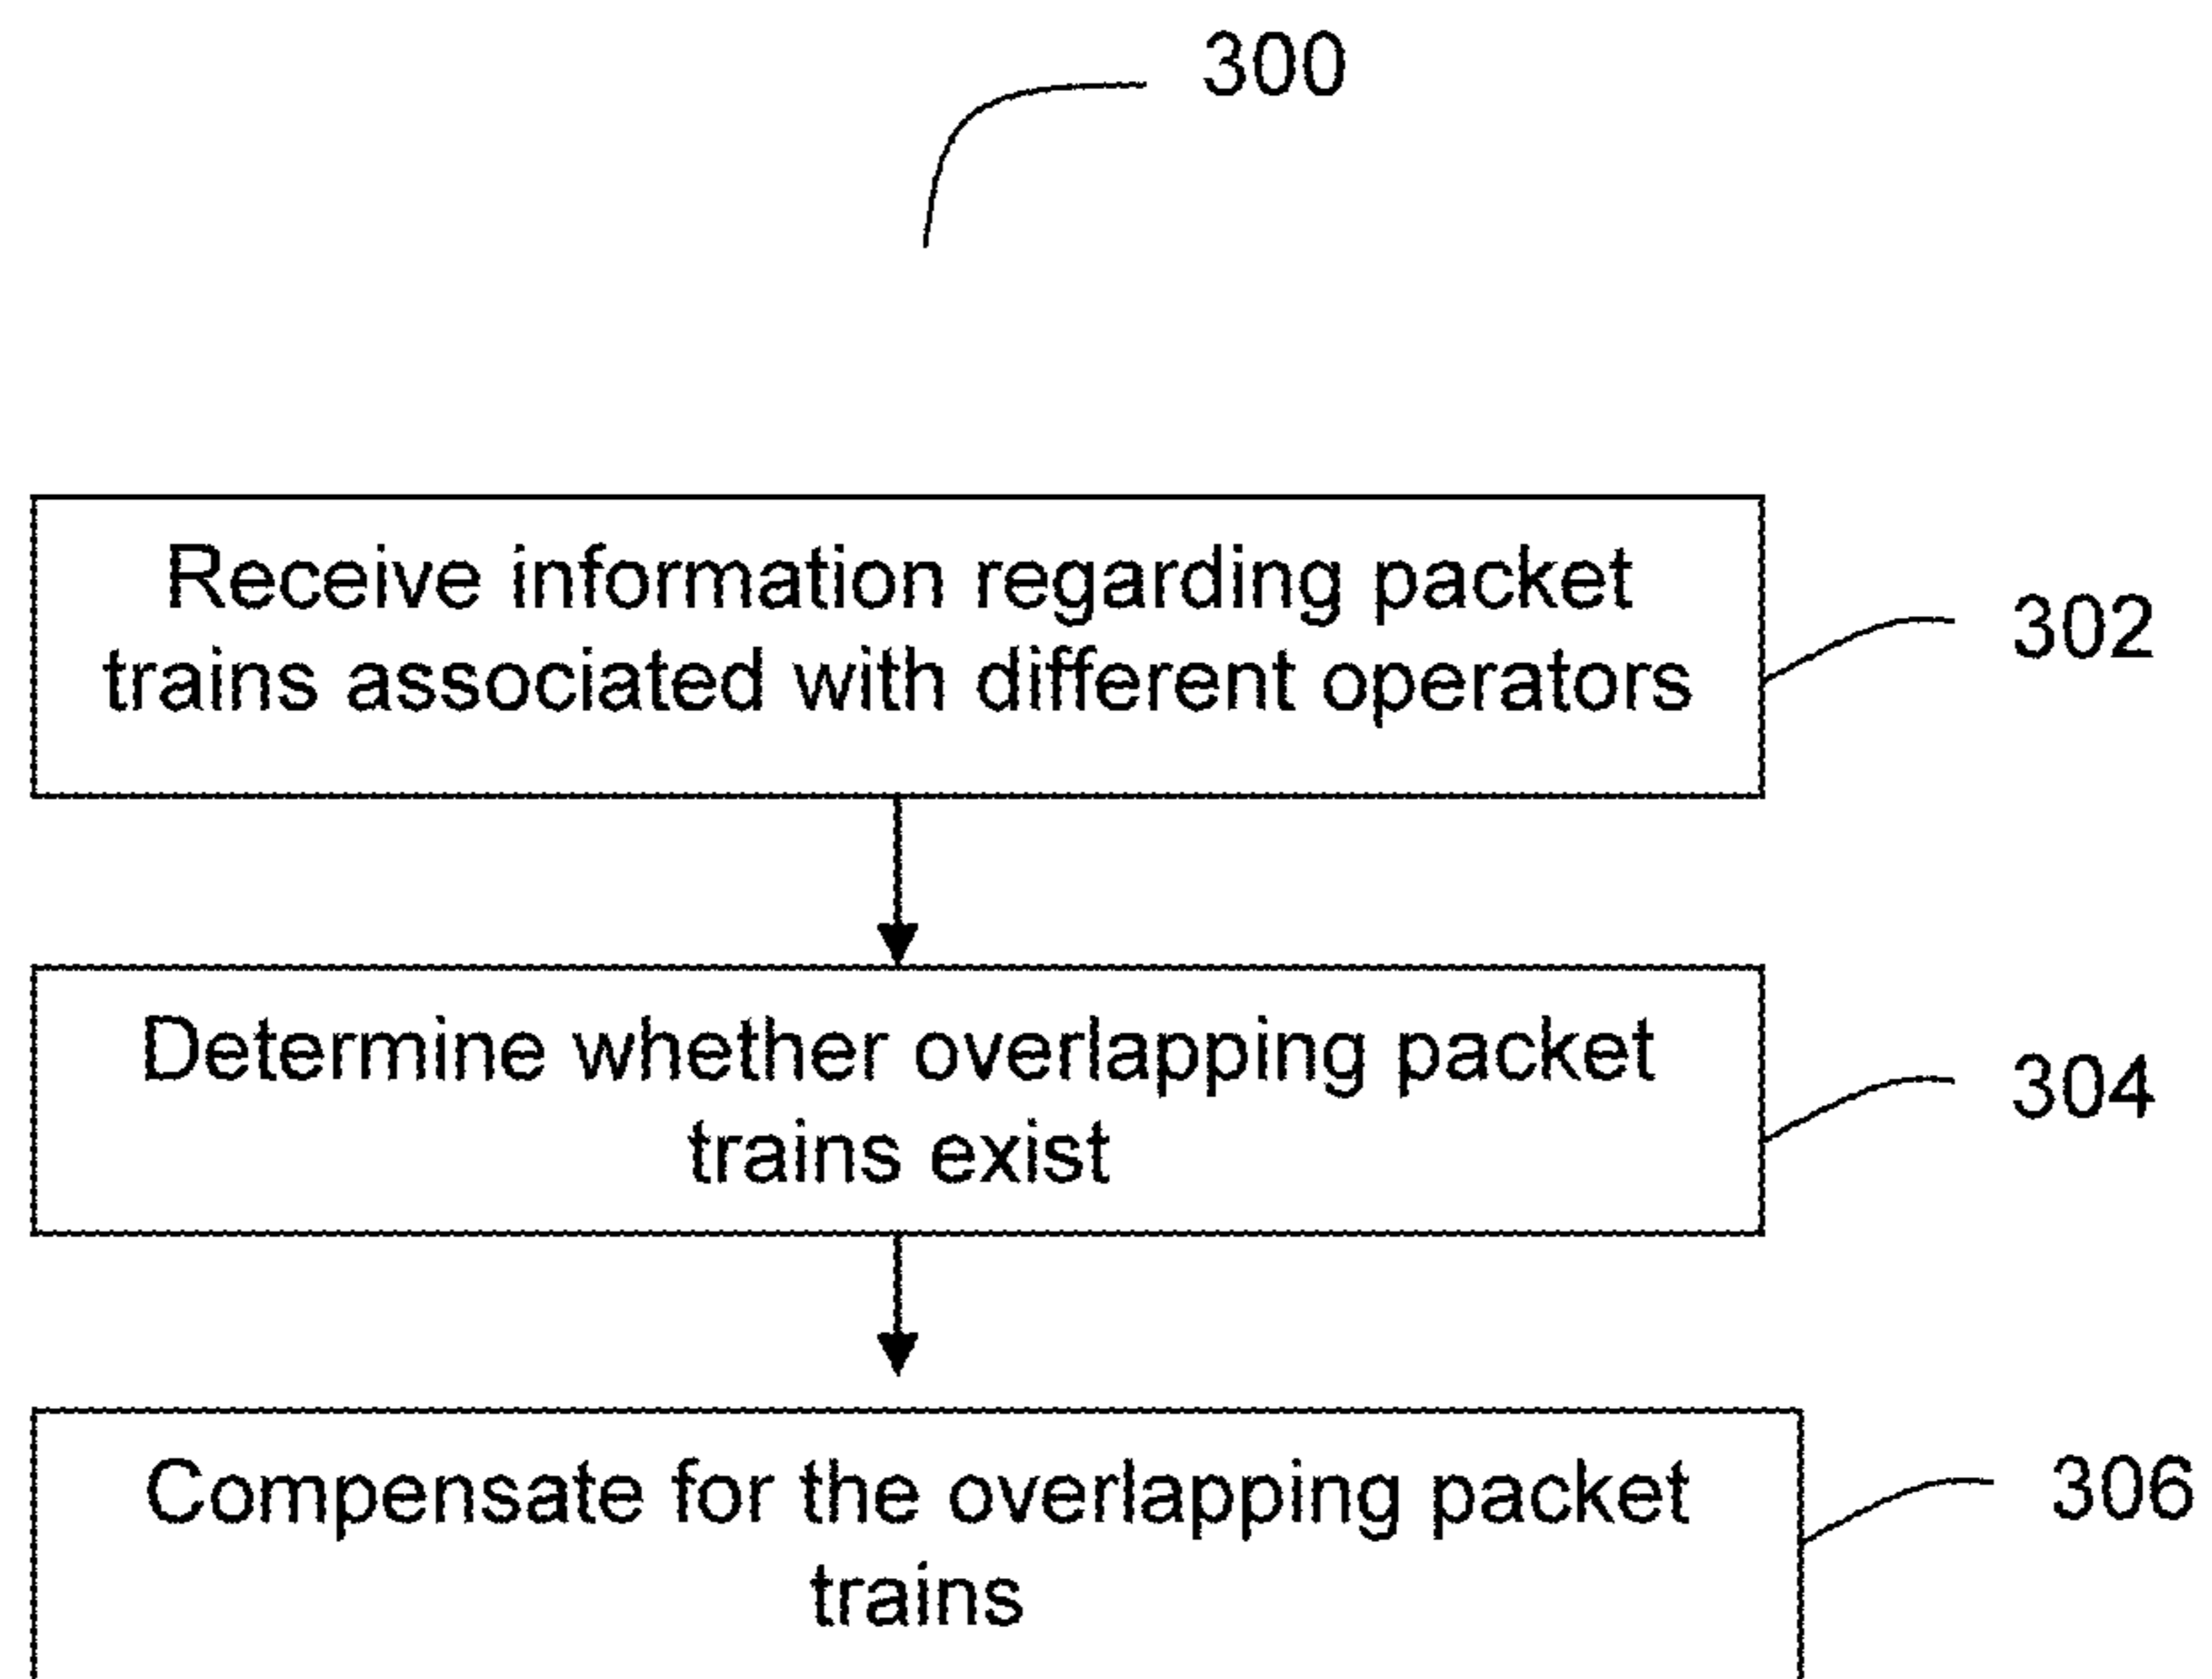 300
Receive information regarding packet
trains associated with different operators
302
Determine whether overlapping packet
trains exist
304
Compensate for the overlapping packet
trains
306